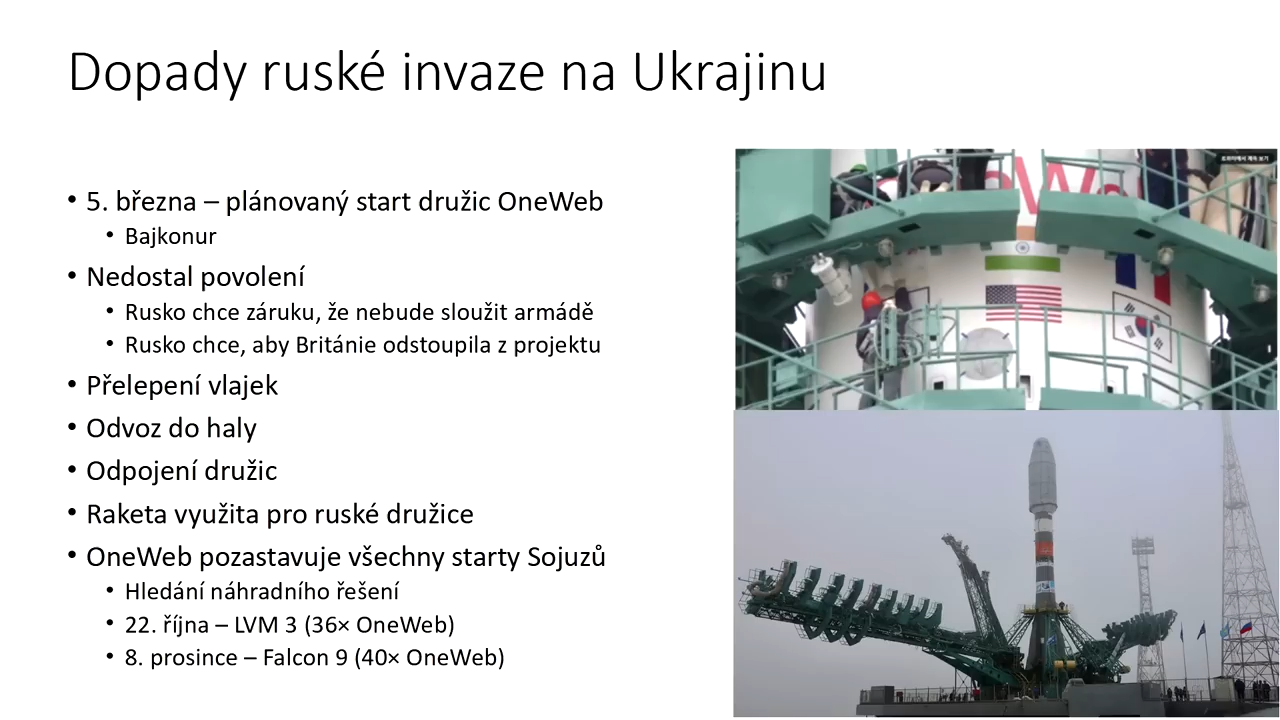 Dopady ruské invaze na Ukrajinu
• 5. března – plánovaný start družic OneWeb
• Bajkonur
• Nedostal povolení
• Rusko chce záruku, že nebude sloužit armádě
• Rusko chce, aby Británie odstoupila z projektu
• Přelepení vlajek
• Odvoz do haly
• Odpojení družic
• Raketa využita pro ruské družice
• OneWeb pozastavuje všechny starty Sojuzů
• Hledání náhradního řešení
• 22. října – LVM 3 (36× OneWeb)
• 8. prosince – Falcon 9 (40× OneWeb)